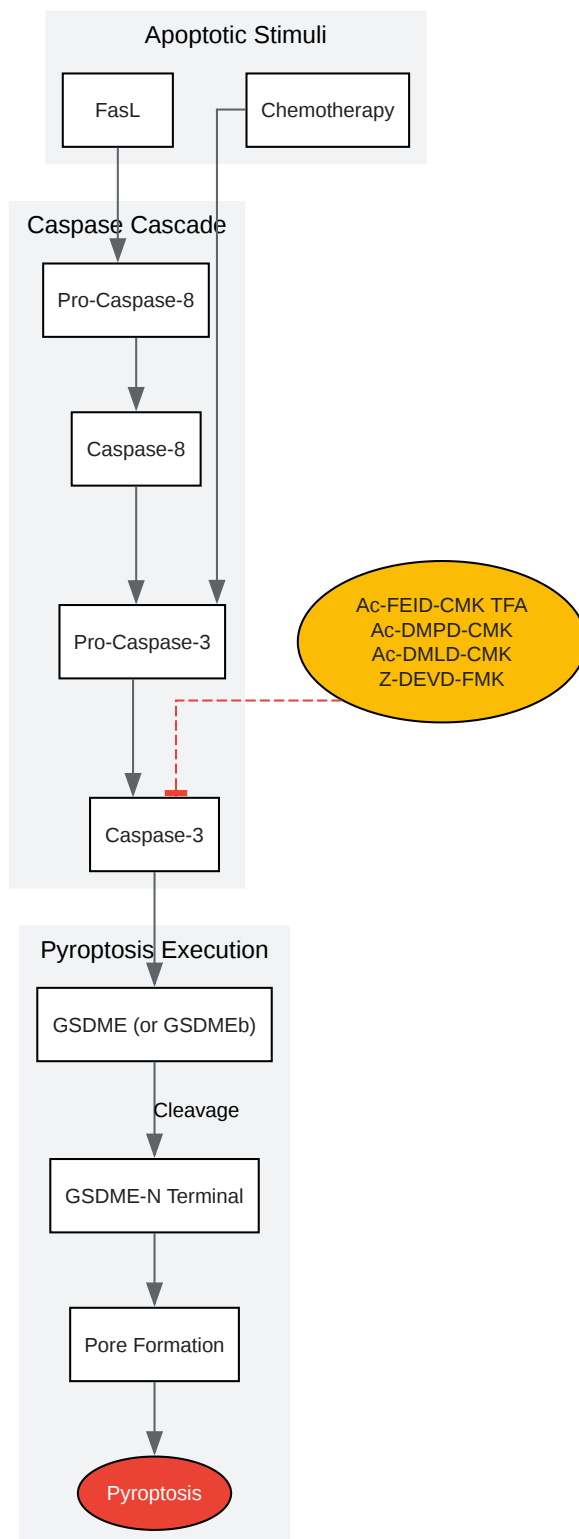 Apoptotic Stimuli
FasL
Chemotherapy
Caspase Cascade
Pro-Caspase-8
Caspase-8
Pro-Caspase-3
Ac-FEID-CMK TFA
Ac-DMPD-CMK
Ac-DMLD-CMK
Z-DEVD-FMK
Caspase-3
Pyroptosis Execution
GSDME (or GSDMEb)
Cleavage
GSDME-N Terminal
Pore Formation
Pyroptosis